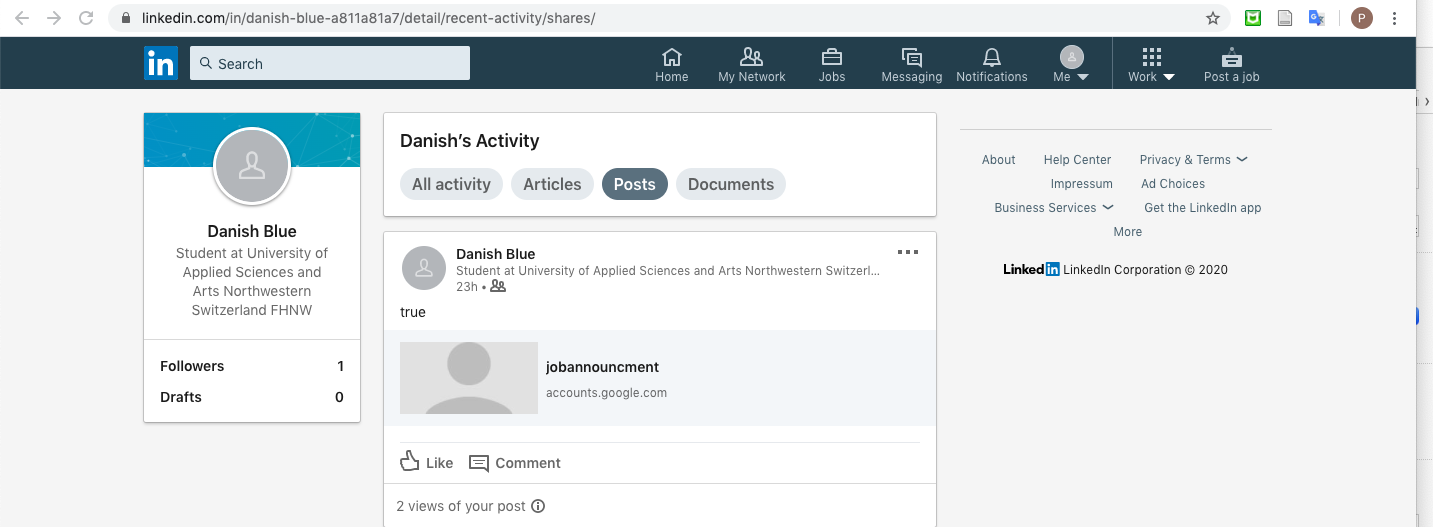 linkedin.com/in/danish-blue-a811a81a7/detail/recent-activity/shares/
P
in
Search
Home
My Network
Jobs
Messaging
Notifications
Me
Work
Post a job
Danish Blue
Student at University of
Applied Sciences and
Arts Northwestern
Switzerland FHNW
Followers 1
Drafts 0
Danish’s Activity
All activity
Articles
Posts
Documents
Danish Blue
Student at University of Applied Sciences and Arts Northwestern Switzerl...
23h •
true
jobannouncment
accounts.google.com
Like
Comment
2 views of your post
About Help Center Privacy & Terms
Impressum Ad Choices
Business Services Get the LinkedIn app
More
Linkedin LinkedIn Corporation © 2020